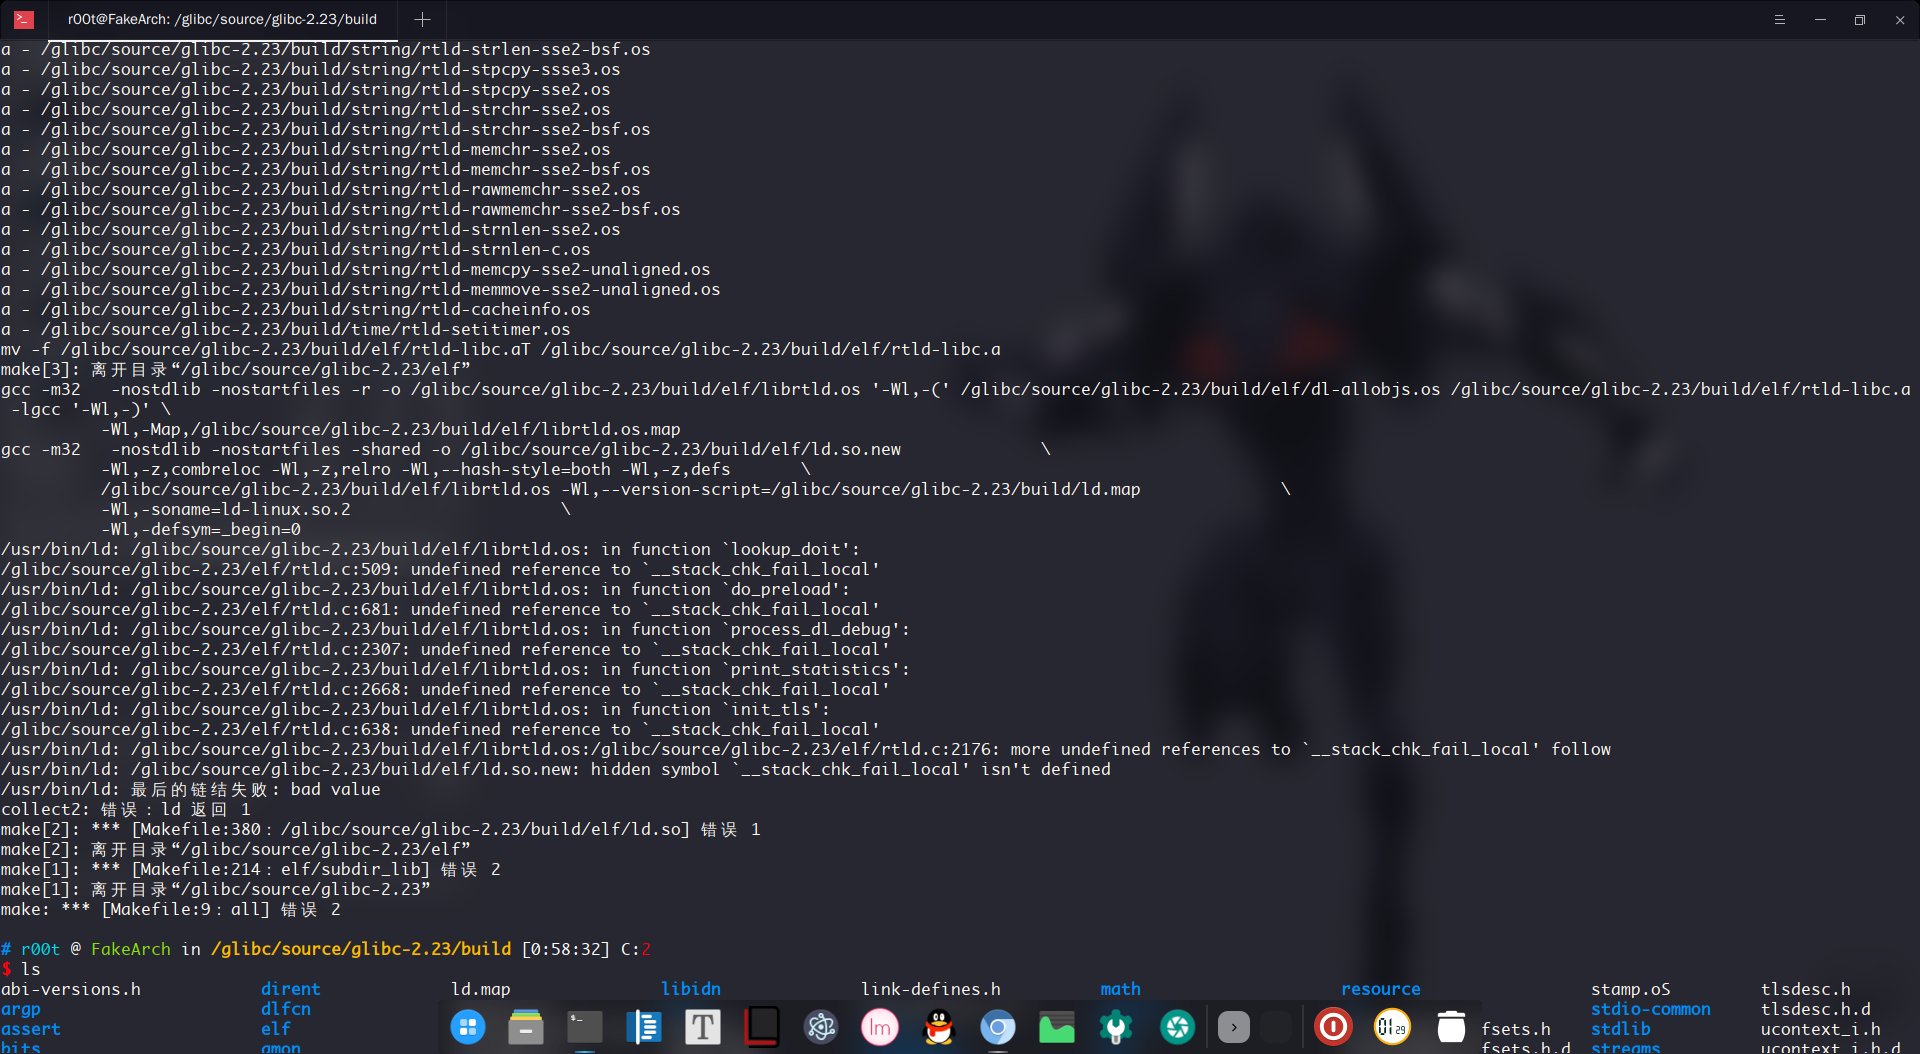 r00t@FakeArch: /glibc/source/glibc-2.23/build
a - /glibc/source/glibc-2.23/build/string/rtld-strlen-sse2-bsf.os
a - /glibc/source/glibc-2.23/build/string/rtld-stpcpy-ssse3.os
a - /glibc/source/glibc-2.23/build/string/rtld-stpcpy-sse2.os
a - /glibc/source/glibc-2.23/build/string/rtld-strchr-sse2.os
a - /glibc/source/glibc-2.23/build/string/rtld-strchr-sse2-bsf.os
a - /glibc/source/glibc-2.23/build/string/rtld-memchr-sse2.os
a - /glibc/source/glibc-2.23/build/string/rtld-memchr-sse2-bsf.os
a - /glibc/source/glibc-2.23/build/string/rtld-rawmemchr-sse2.os
a - /glibc/source/glibc-2.23/build/string/rtld-rawmemchr-sse2-bsf.os
a - /glibc/source/glibc-2.23/build/string/rtld-strnlen-sse2.os
a - /glibc/source/glibc-2.23/build/string/rtld-strnlen-c.os
a - /glibc/source/glibc-2.23/build/string/rtld-memcpy-sse2-unaligned.os
a - /glibc/source/glibc-2.23/build/string/rtld-memmove-sse2-unaligned.os
a - /glibc/source/glibc-2.23/build/string/rtld-cacheinfo.os
a - /glibc/source/glibc-2.23/build/time/rtld-setitimer.os
mv -f /glibc/source/glibc-2.23/build/elf/rtld-libc.aT /glibc/source/glibc-2.23/build/elf/rtld-libc.a
make[3]: 离开目录“/glibc/source/glibc-2.23/elf”
gcc -m32   -nostdlib -nostartfiles -r -o /glibc/source/glibc-2.23/build/elf/librtld.os '-Wl,-(' /glibc/source/glibc-2.23/build/elf/dl-allobjs.os /glibc/source/glibc-2.23/build/elf/rtld-libc.a
 -lgcc '-Wl,-)' \
-Wl,-Map,/glibc/source/glibc-2.23/build/elf/librtld.os.map
gcc -m32   -nostdlib -nostartfiles -shared -o /glibc/source/glibc-2.23/build/elf/ld.so.new \
-Wl,-z,combreloc -Wl,-z,relro -Wl,--hash-style=both -Wl,-z,defs \
/glibc/source/glibc-2.23/build/elf/librtld.os -Wl,--version-script=/glibc/source/glibc-2.23/build/ld.map \
-Wl,-soname=ld-linux.so.2 \
-Wl,-defsym=_begin=0
/usr/bin/ld: /glibc/source/glibc-2.23/build/elf/librtld.os: in function `lookup_doit':
/glibc/source/glibc-2.23/elf/rtld.c:509: undefined reference to `__stack_chk_fail_local'
/usr/bin/ld: /glibc/source/glibc-2.23/build/elf/librtld.os: in function `do_preload':
/glibc/source/glibc-2.23/elf/rtld.c:681: undefined reference to `__stack_chk_fail_local'
/usr/bin/ld: /glibc/source/glibc-2.23/build/elf/librtld.os: in function `process_dl_debug':
/glibc/source/glibc-2.23/elf/rtld.c:2307: undefined reference to `__stack_chk_fail_local'
/usr/bin/ld: /glibc/source/glibc-2.23/build/elf/librtld.os: in function `print_statistics':
/glibc/source/glibc-2.23/elf/rtld.c:2668: undefined reference to `__stack_chk_fail_local'
/usr/bin/ld: /glibc/source/glibc-2.23/build/elf/librtld.os: in function `init_tls':
/glibc/source/glibc-2.23/elf/rtld.c:638: undefined reference to `__stack_chk_fail_local'
/usr/bin/ld: /glibc/source/glibc-2.23/build/elf/librtld.os:/glibc/source/glibc-2.23/elf/rtld.c:2176: more undefined references to `__stack_chk_fail_local' follow
/usr/bin/ld: /glibc/source/glibc-2.23/build/elf/ld.so.new: hidden symbol `__stack_chk_fail_local' isn't defined
/usr/bin/ld: 最后的链结失败: bad value
collect2: 错误：ld 返回 1
make[2]: *** [Makefile:380：/glibc/source/glibc-2.23/build/elf/ld.so] 错误 1
make[2]: 离开目录“/glibc/source/glibc-2.23/elf”
make[1]: *** [Makefile:214：elf/subdir_lib] 错误 2
make[1]: 离开目录“/glibc/source/glibc-2.23”
make: *** [Makefile:9：all] 错误 2
# r00t @ FakeArch in /glibc/source/glibc-2.23/build [0:58:32] C:2
$ ls
abi-versions.h dirent ld.map libidn link-defines.h math resource stamp.oS tlsdesc.h
argp dlfcn stdio-common tlsdesc.h.d
assert elf fsets.h stdlib ucontext_i.h
bits gmon fsets.h.d streams ucontext_i.h.d
T
lm
01 29